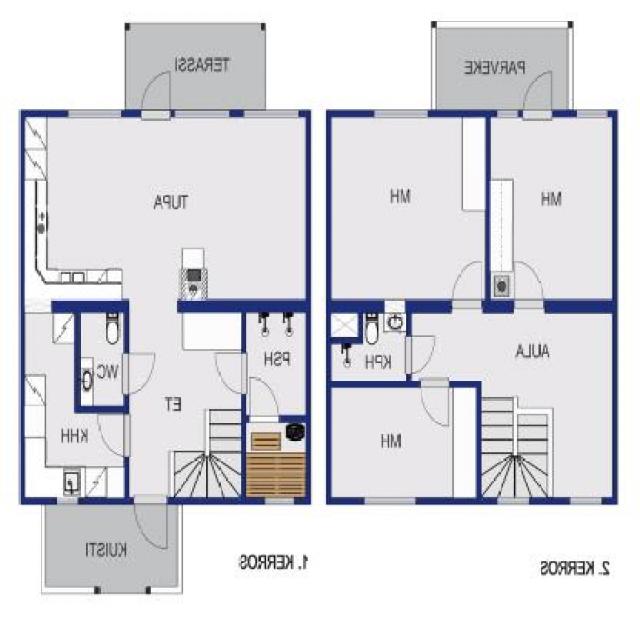 TERASSI
PARVEKE
TUPA
MH
MH
WC
PSH
ET
KHH
KPH
AULA
MH
KUISTI
1. KERROS
2. KERROS